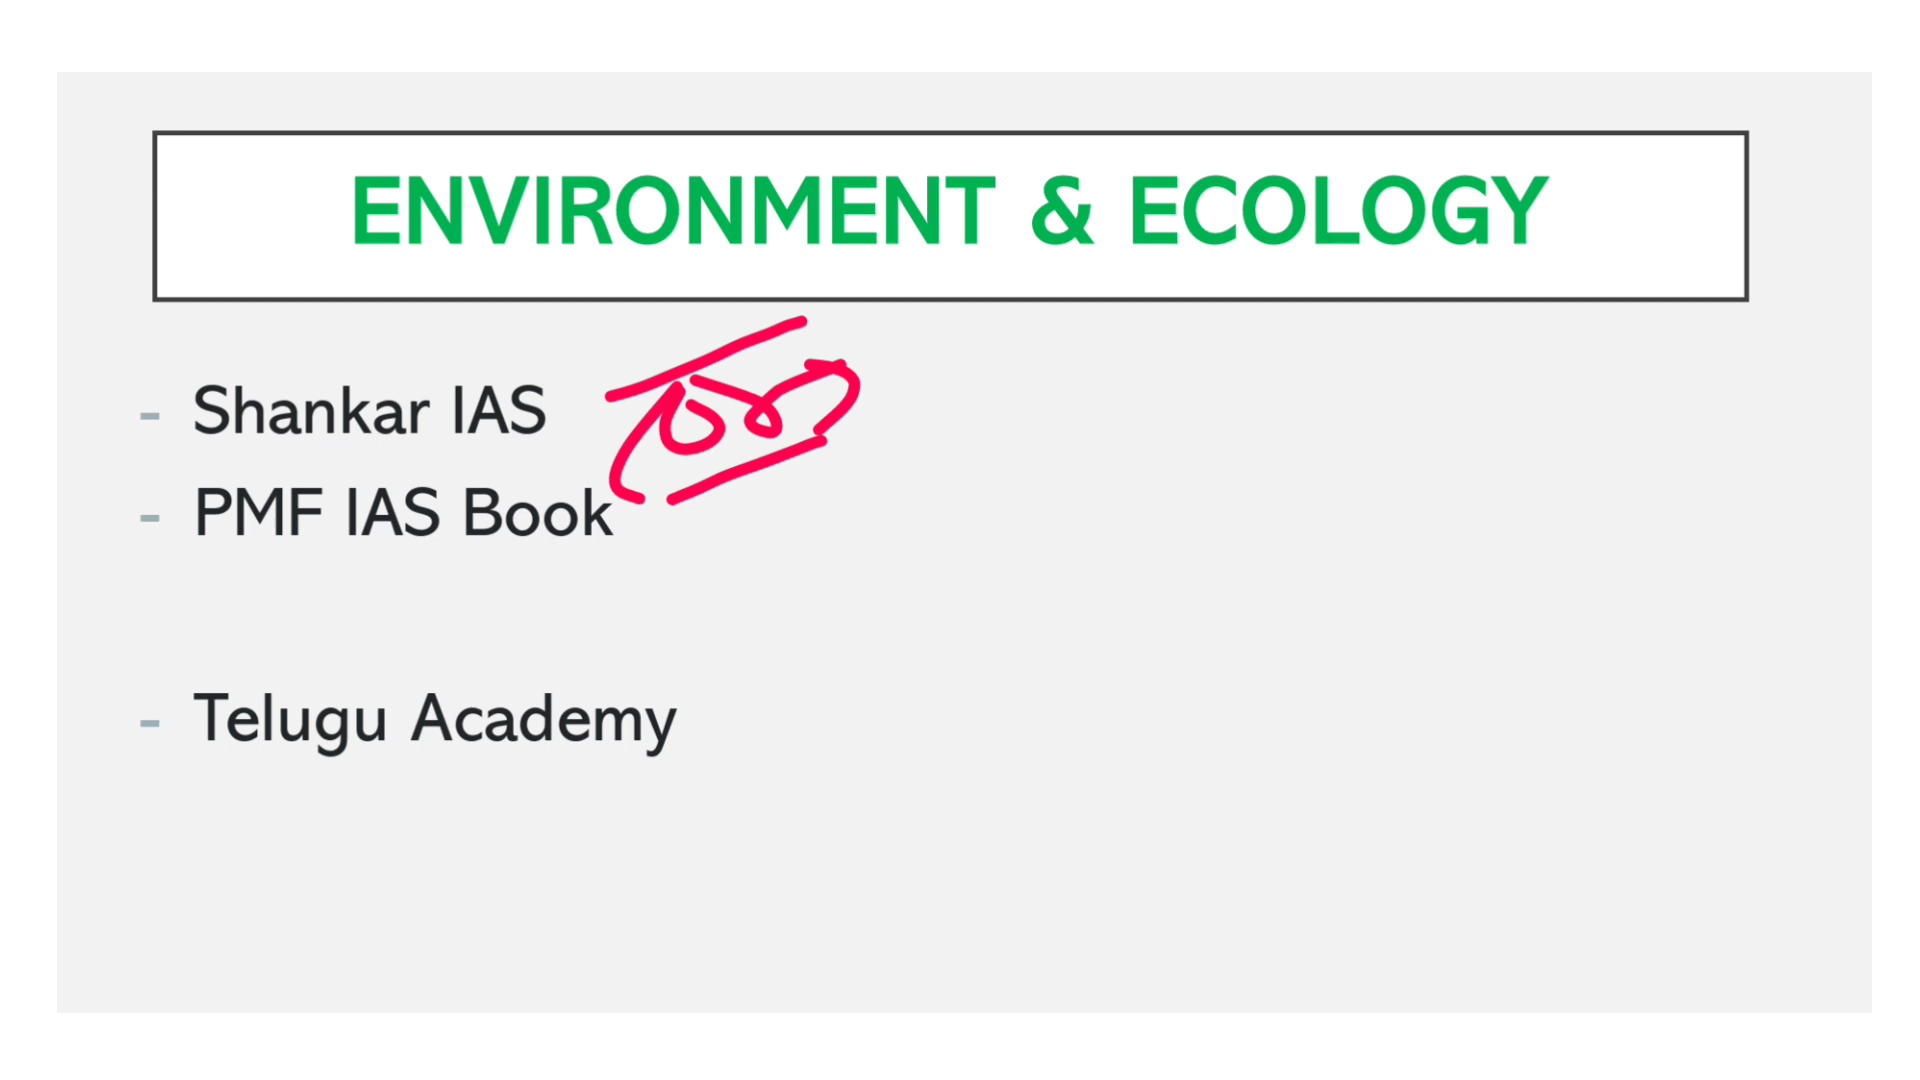 ENVIRONMENT & ECOLOGY
- Shankar IAS
- PMF IAS Book
- Telugu Academy